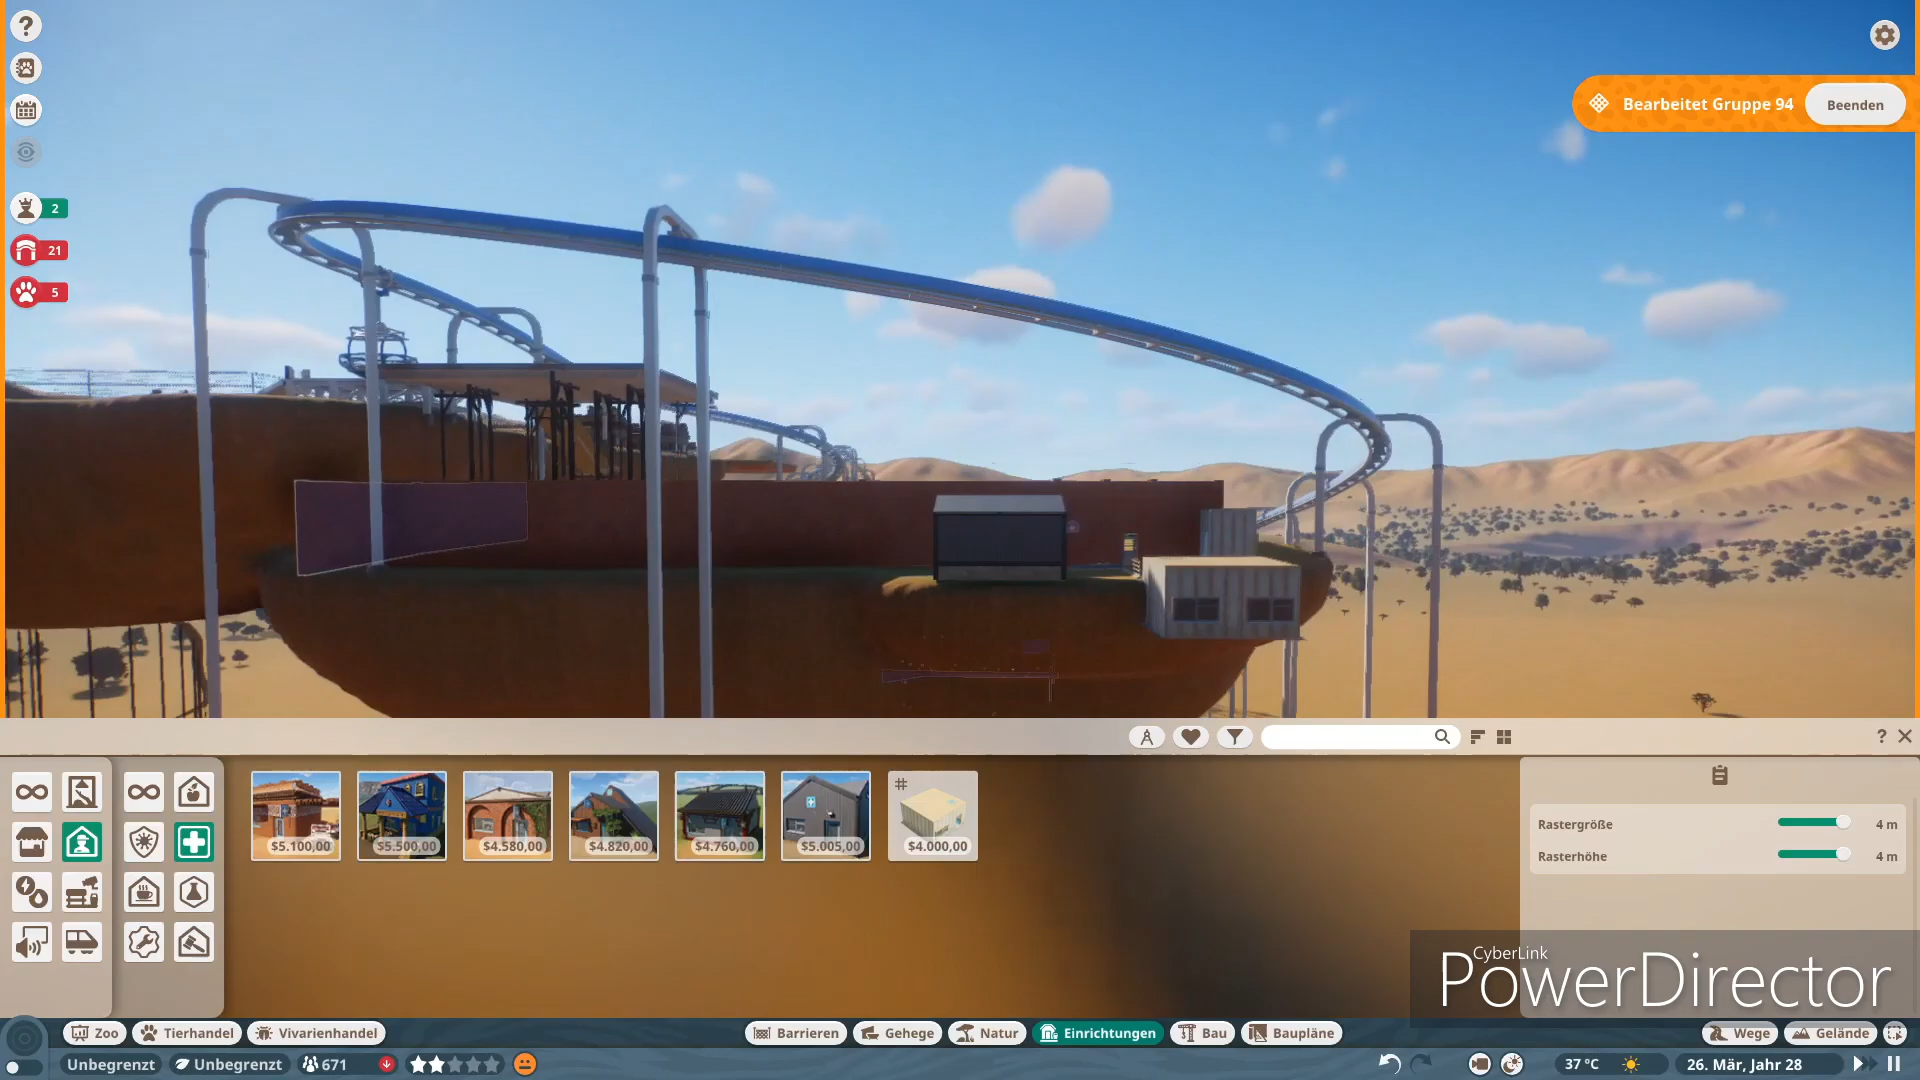 ?
2
21
5
Bearbeitet Gruppe 94
Beenden
?
$5.100,00
$5.500,00
$4.580,00
$4.820,00
$4.760,00
$5.005,00
$4.000,00
Rastergröße
4 m
Rasterhöhe
4 m
CyberLink
PowerDirector
Zoo
Tierhandel
Vivarienhandel
Barrieren
Gehege
Natur
Einrichtungen
Bau
Baupläne
Wege
Gelände
Unbegrenzt
Unbegrenzt
671
37 °C
26. Mär, Jahr 28